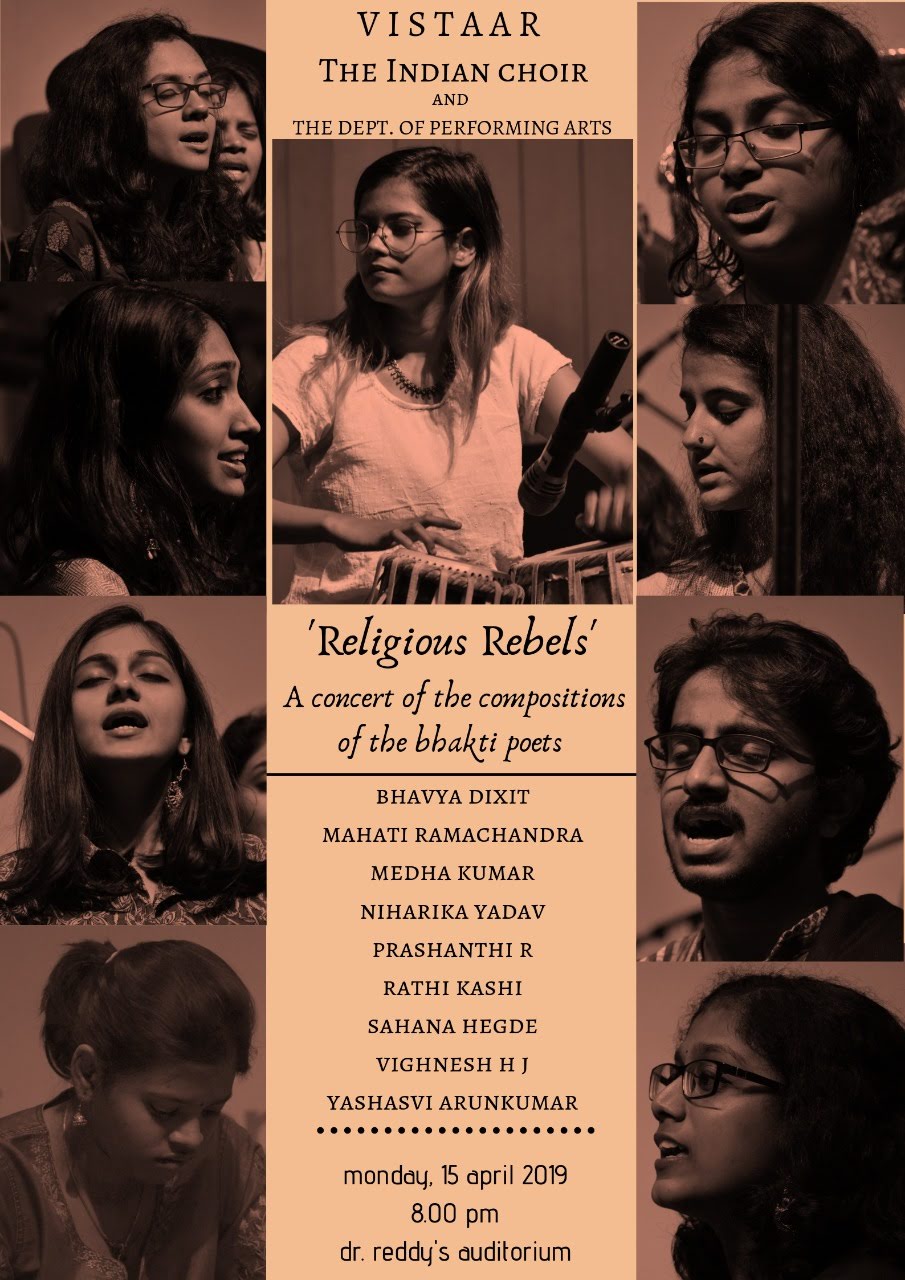 VISTAAR
THE INDIAN CHOIR
AND
THE DEPT. OF PERFORMING ARTS
'Religious Rebels'
A concert of the compositions
of the bhakti poets
BHAVYA DIXIT
MAHATI RAMACHANDRA
MEDHA KUMAR
NIHARIKA YADAV
PRASHANTHI R
RATHI KASHI
SAHANA HEGDE
VIGHNESH H J
YASHASVI ARUNKUMAR
monday, 15 april 2019
8.00 pm
dr. reddy's auditorium